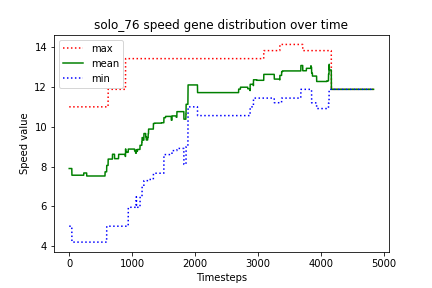 solo_76 speed gene distribution over time
max
mean
min
Speed value
14
12
10
8
6
4
0
1000
2000
3000
4000
5000
Timesteps